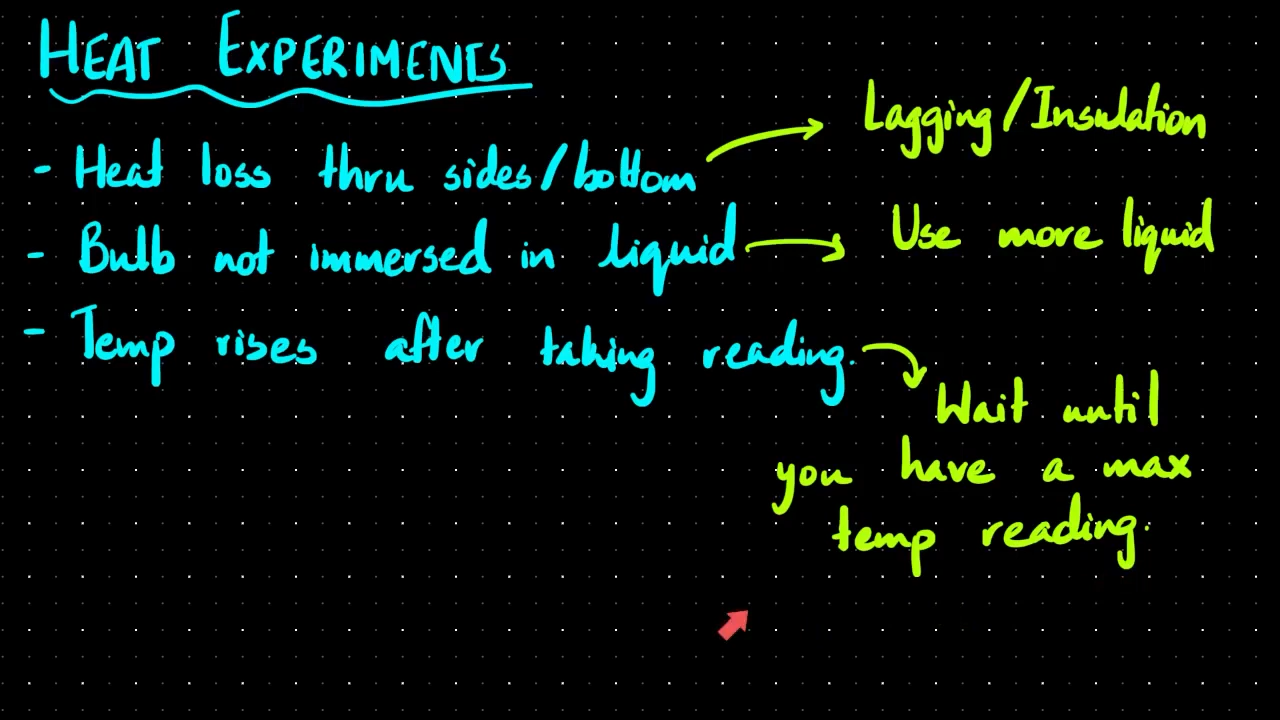 HEAT EXPERIMENTS
- Heat loss thru sides/bottom
Lagging/Insulation
- Bulb not immersed in liquid
Use more liquid
- Temp rises after taking reading.
Wait until
you have a max
temp reading.